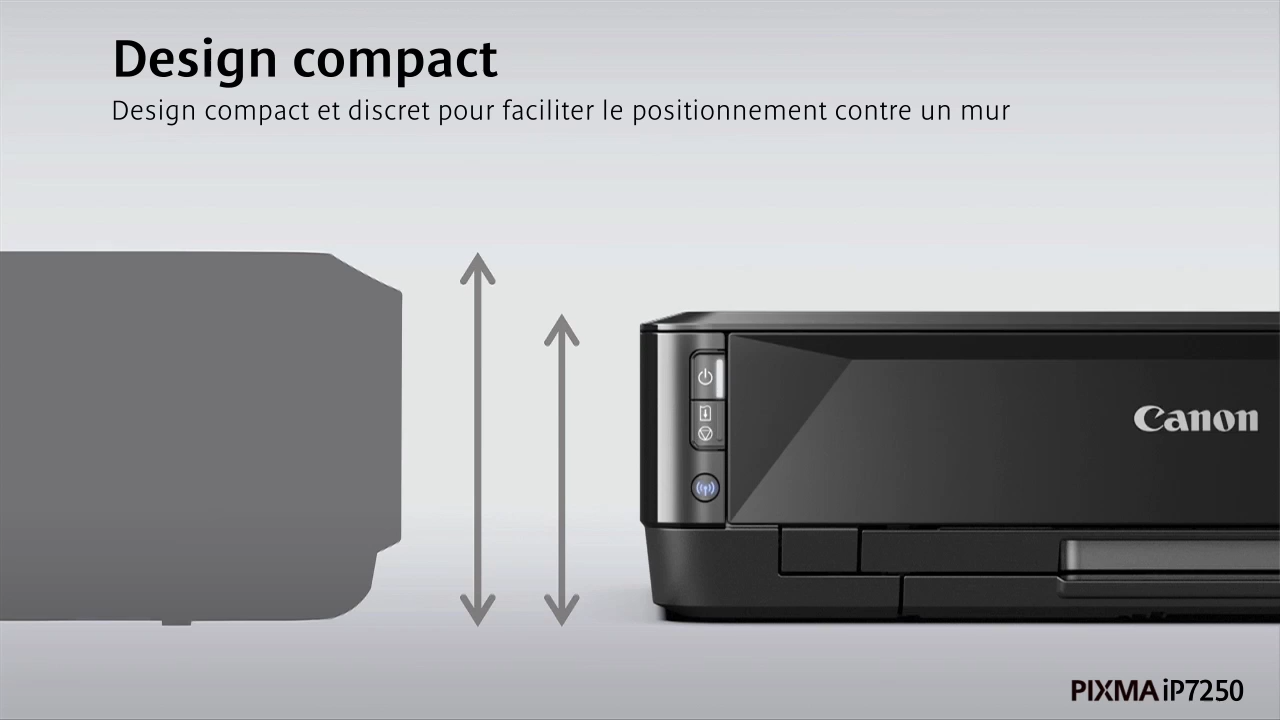 Design compact
Design compact et discret pour faciliter le positionnement contre un mur
Canon
PIXMA iP7250